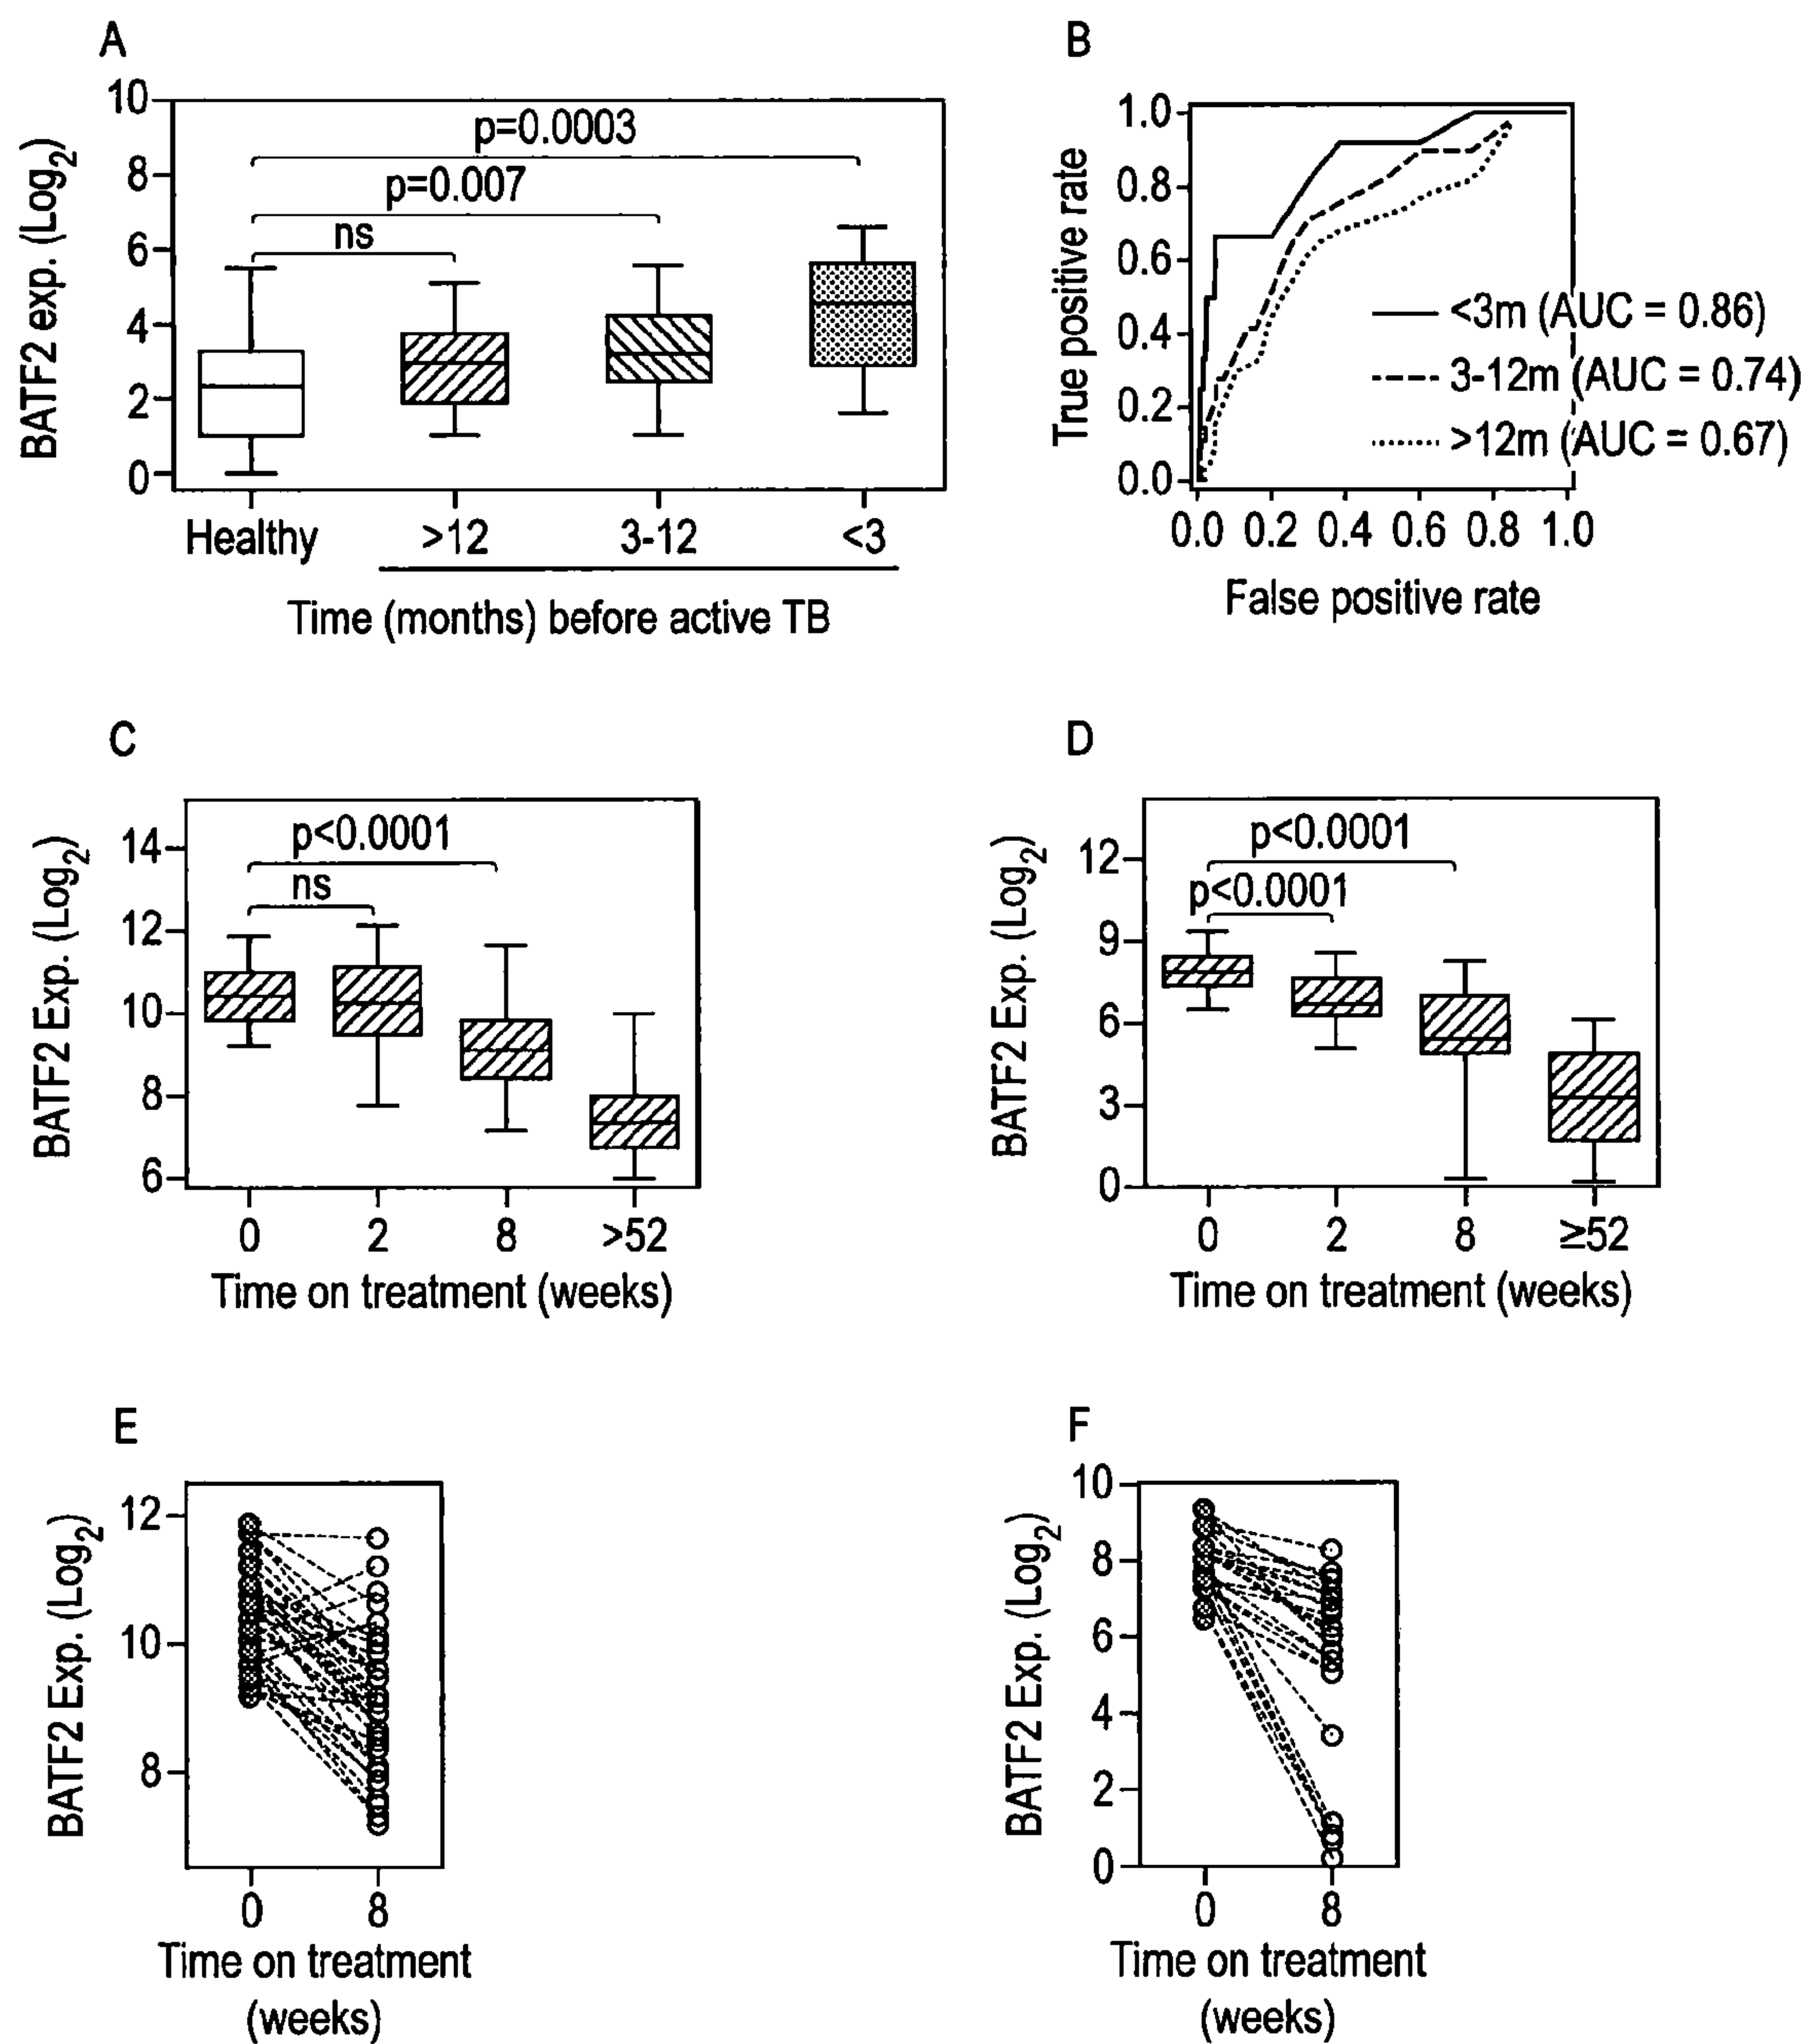 A
BATF2 exp. (Log2)
10
8
6
4
2
0
p=0.0003
p=0.007
ns
Healthy >12 3-12 <3
Time (months) before active TB
B
True positive rate
1.0
0.8
0.6
0.4
0.2
0.0
<3m (AUC = 0.86)
3-12m (AUC = 0.74)
>12m (AUC = 0.67)
0.0 0.2 0.4 0.6 0.8 1.0
False positive rate
C
BATF2 Exp. (Log2)
14
12
10
8
6
p<0.0001
ns
0 2 8 >52
Time on treatment (weeks)
D
BATF2 Exp. (Log2)
12
9
6
3
0
p<0.0001
p<0.0001
0 2 8 ≥52
Time on treatment (weeks)
E
BATF2 Exp. (Log2)
12
10
8
0 8
Time on treatment
(weeks)
F
BATF2 Exp. (Log2)
10
8
6
4
2
0
0 8
Time on treatment
(weeks)